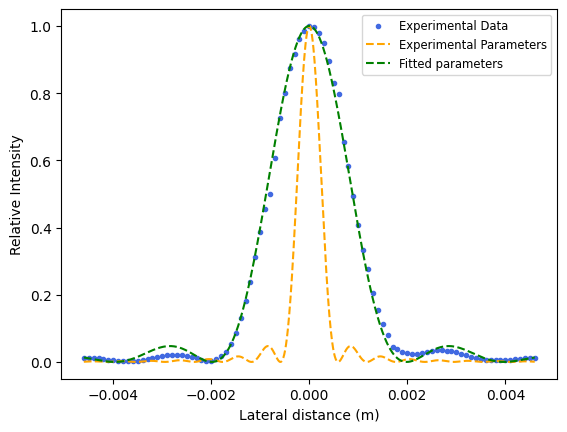 Experimental Data
Experimental Parameters
Fitted parameters
1.0
0.8
0.6
0.4
0.2
0.0
Relative Intensity
−0.004
−0.002
0.000
0.002
0.004
Lateral distance (m)